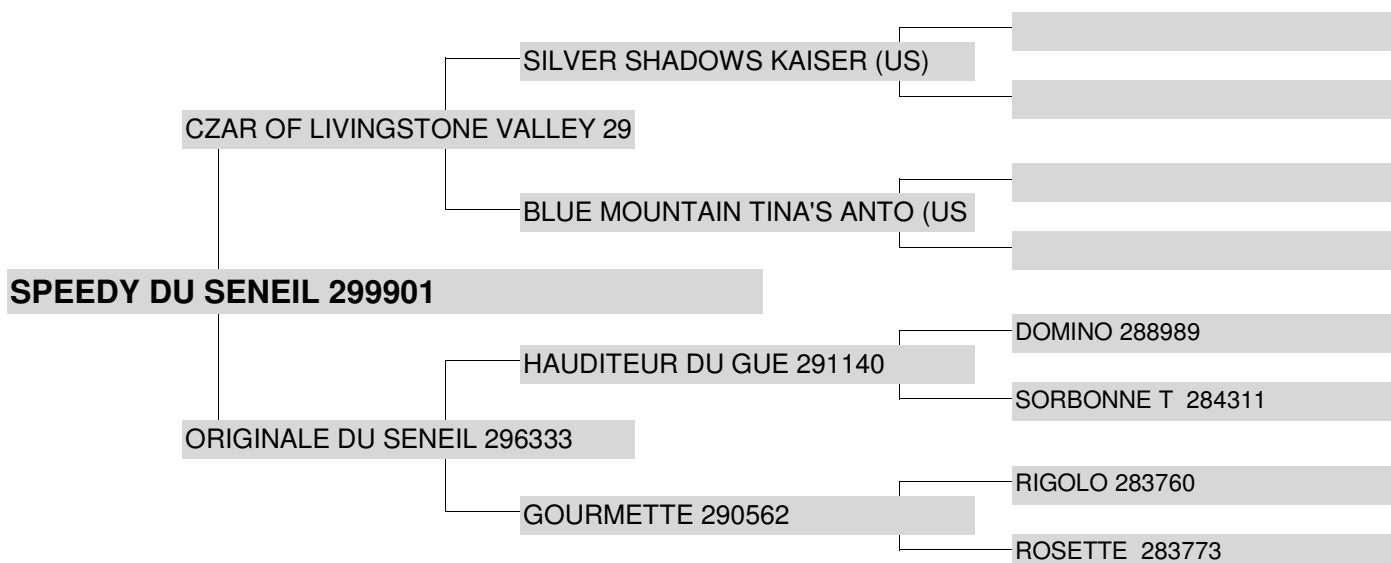 SILVER SHADOWS KAISER (US)
CZAR OF LIVINGSTONE VALLEY 29
BLUE MOUNTAIN TINA'S ANTO (US
SPEEDY DU SENEIL 299901
DOMINO 288989
HAUDITEUR DU GUE 291140
SORBONNE T 284311
ORIGINALE DU SENEIL 296333
RIGOLO 283760
GOURMETTE 290562
ROSETTE 283773